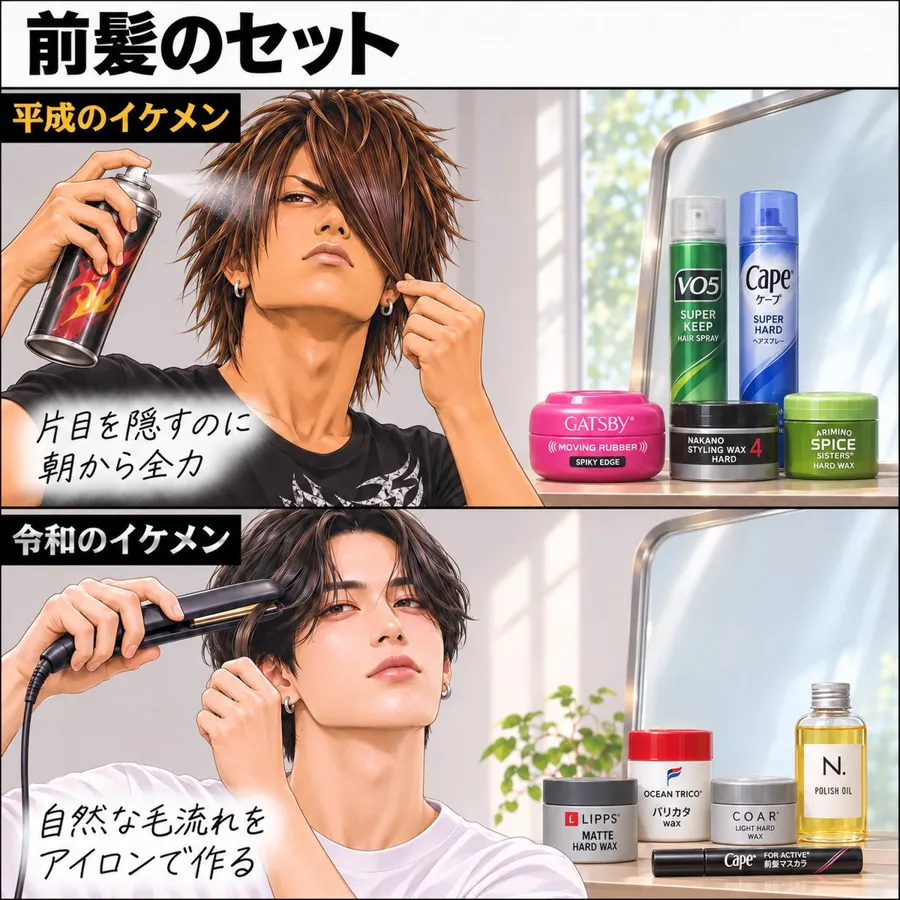 前髪のセット
平成のイケメン
片目を隠すのに
朝から全力
VO5
SUPER
KEEP
HAIR SPRAY
Cape®
ケープ®
SUPER
HARD
ヘアスプレー
GATSBY®
MOVING RUBBER
SPIKY EDGE
NAKANO
STYLING WAX 4
HARD
ARIMINO
SPICE
SISTERS®
HARD WAX
令和のイケメン
自然な毛流れを
アイロンで作る
L LIPPS®
MATTE
HARD WAX
OCEAN TRICO®
バリカタ
wax
COAR®
LIGHT HARD
WAX
N.
POLISH OIL
Cape® FOR ACTIVE®
前髪マスカラ